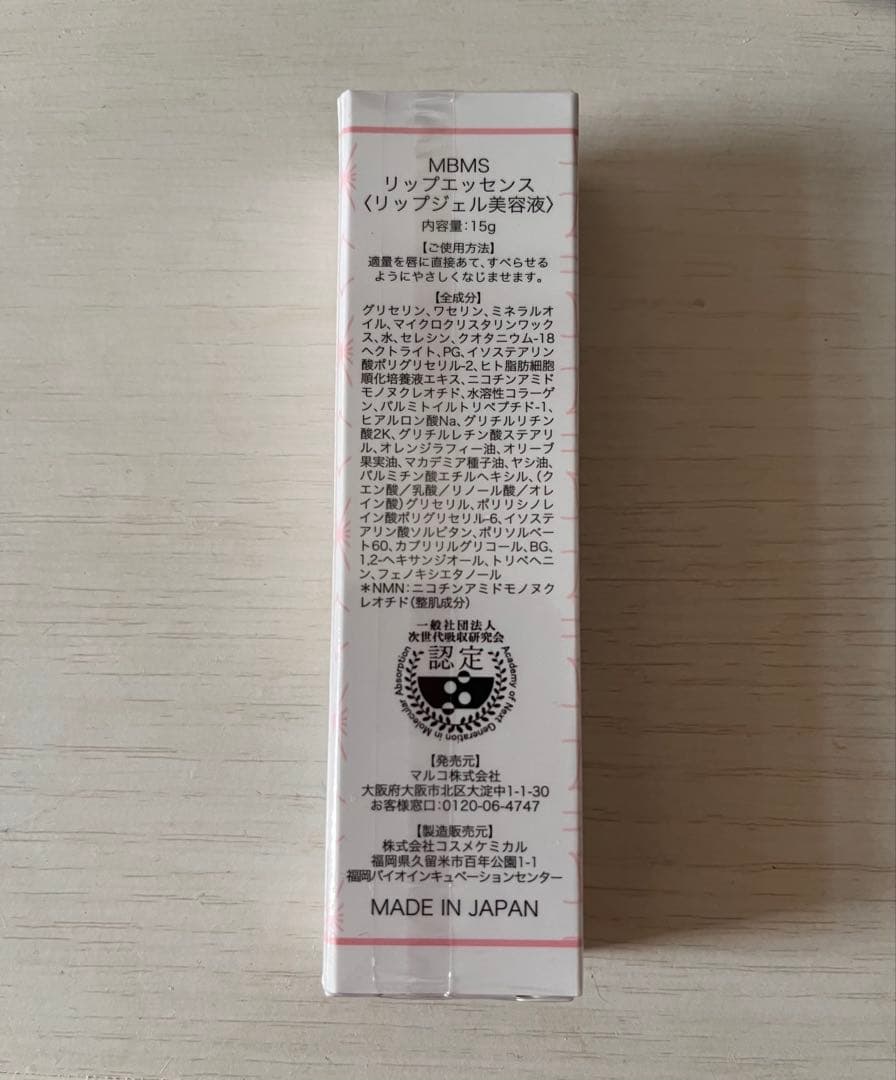 MBMS
リップエッセンス
〈リップジェル美容液〉
内容量:15g
【ご使用方法】
適量を唇に直接あて、すべらせる
ようにやさしくなじませます。
【全成分】
グリセリン、ワセリン、ミネラルオ
イル、マイクロクリスタリンワック
ス、水、セレシン、クオタニウム-18
ヘクトライト、PG、イソステアリン
酸ポリグリセリル-2、ヒト脂肪細胞
順化培養液エキス、ニコチンアミド
モノヌクレオチド、水溶性コラーゲ
ン、パルミトイルトリペプチド-1、
ヒアルロン酸Na、グリチルリチン
酸2K、グリチルレチン酸ステアリ
ル、オレンジラフィー油、オリーブ
果実油、マカデミア種子油、ヤシ油、
パルミチン酸エチルヘキシル、(ク
エン酸/乳酸/リノール酸/オレ
イン酸)グリセリル、ポリリシノレ
イン酸ポリグリセリル-6、イソステ
アリン酸ソルビタン、ポリソルベー
ト60、カプリリルグリコール、BG、
1,2-ヘキサンジオール、トリベヘニ
ン、フェノキシエタノール
*NMN:ニコチンアミドモノヌク
レオチド(整肌成分)
一般社団法人
次世代吸収研究会
認定
Academy of Next Generation in Molecular Absorption
【発売元】
マルコ株式会社
大阪府大阪市北区大淀中1-1-30
お客様窓口:0120-06-4747
【製造販売元】
株式会社コスメケミカル
福岡県久留米市百年公園1-1
福岡バイオインキュベーションセンター
MADE IN JAPAN